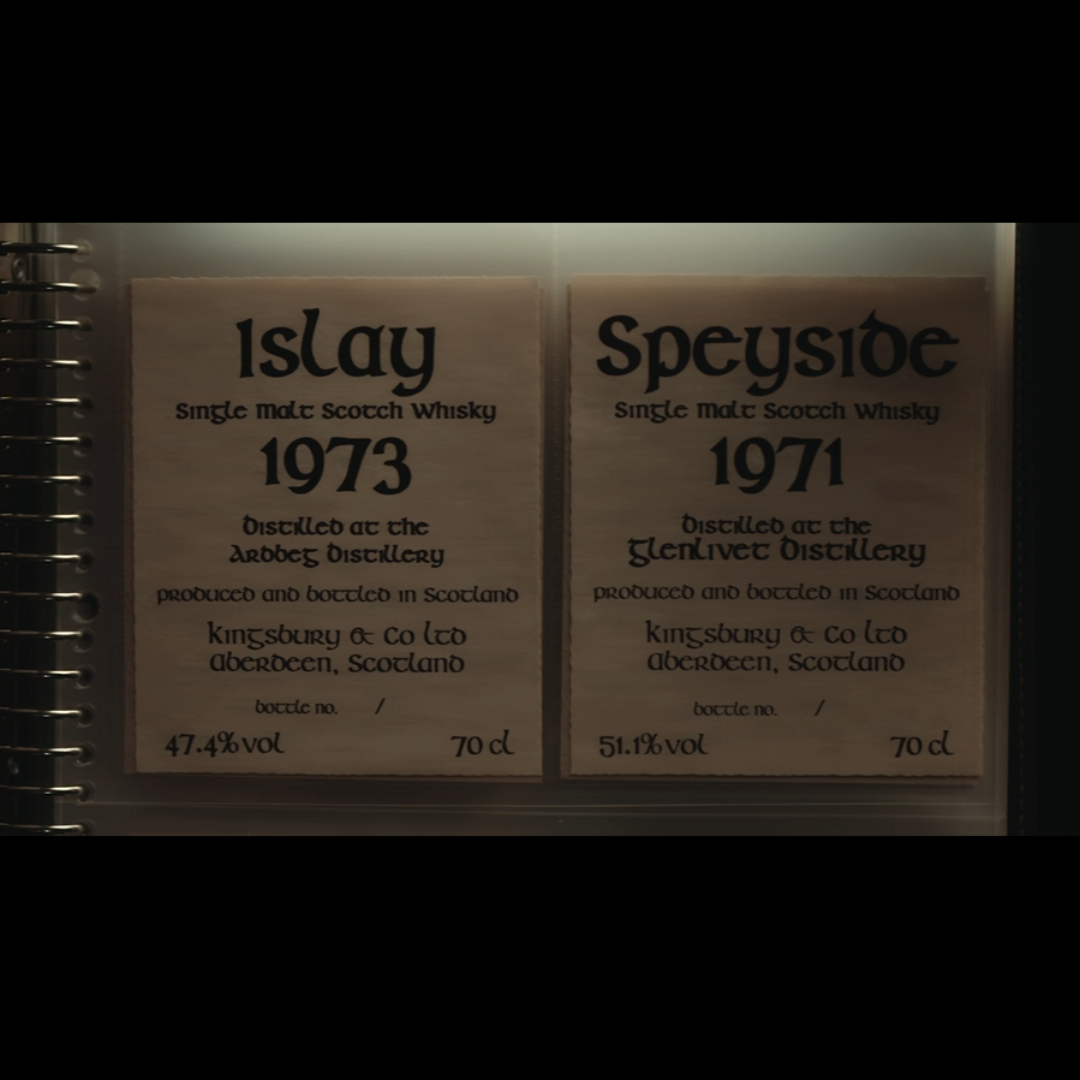 Islay
Single Malt Scotch Whisky
1973
Distilled at the
Ardbeg Distillery
produced and bottled in Scotland
Kingsbury & Co Ltd
Aberdeen, Scotland
bottle no. /
47.4% vol 70 cl
Speyside
Single Malt Scotch Whisky
1971
Distilled at the
Glenlivet Distillery
produced and bottled in Scotland
Kingsbury & Co Ltd
Aberdeen, Scotland
bottle no. /
51.1% vol 70 cl